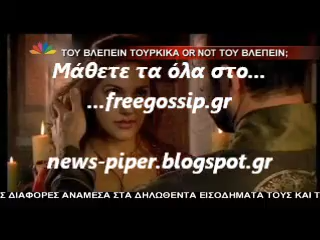 ΤΟΥ ΒΛΕΠΕΙΝ ΤΟΥΡΚΙΚΑ OR NOT ΤΟΥ ΒΛΕΠΕΙΝ;
Μάθετε τα όλα στο...
...freegossip.gr
news-piper.blogspot.gr
Σ ΔΙΑΦΟΡΕΣ ΑΝΑΜΕΣΑ ΣΤΑ ΔΗΛΩΘΕΝΤΑ ΕΙΣΟΔΗΜΑΤΑ ΤΟΥΣ ΚΑΙ Τ